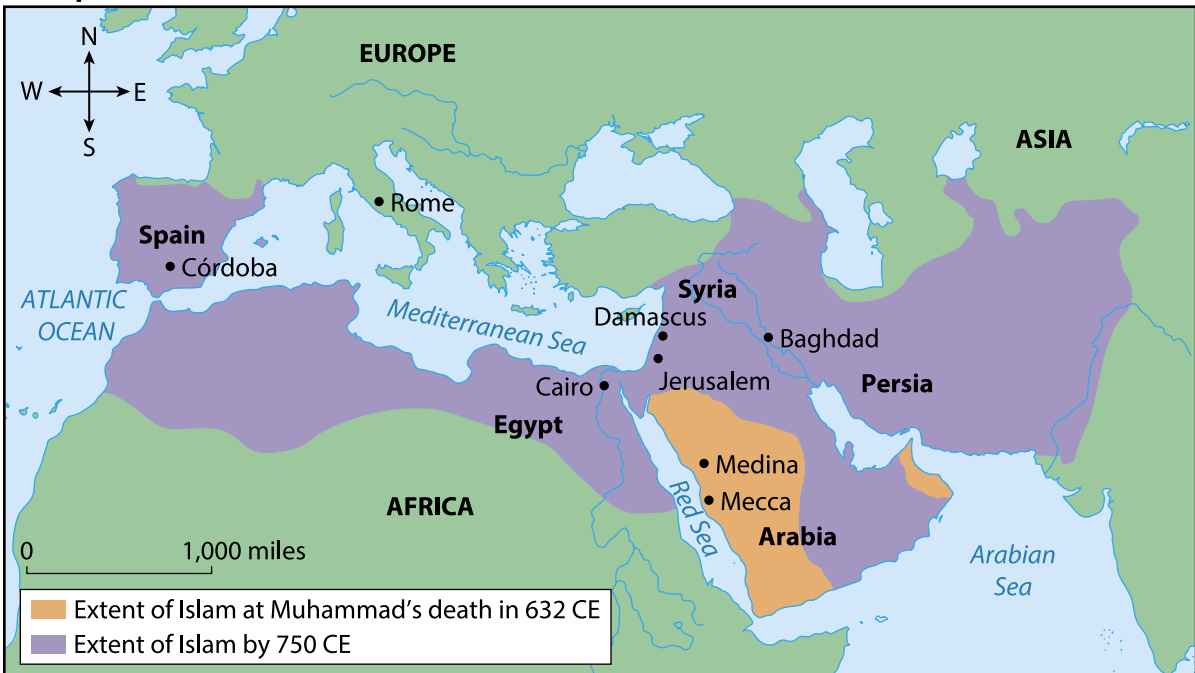 N
W
E
S
EUROPE
ASIA
Rome
Spain
Córdoba
ATLANTIC
OCEAN
Mediterranean Sea
Syria
Damascus
Baghdad
Jerusalem
Persia
Cairo
Egypt
Medina
Mecca
Red Sea
Arabia
AFRICA
Arabian
Sea
0
1,000 miles
Extent of Islam at Muhammad’s death in 632 CE
Extent of Islam by 750 CE